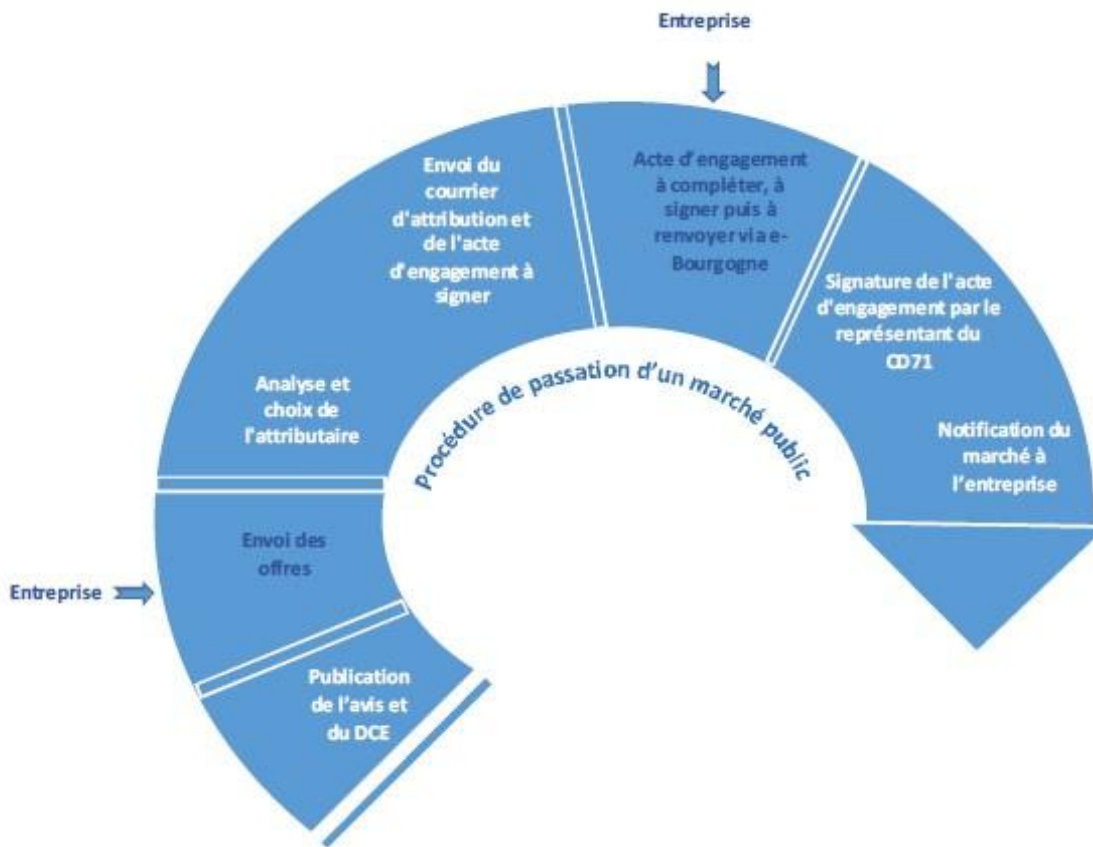 Entreprise
Acte d'engagement
à compléter, à
signer puis à
renvoyer via e-
Bourgogne
Envoi du
courrier
d'attribution et
de l'acte
d'engagement à
signer
Signature de l'acte
d'engagement par le
représentant du
CD71
Analyse et
choix de
l'attributaire
Procédure de passation d'un marché public
Notification du
marché à
l'entreprise
Envoi des
offres
Entreprise
Publication
de l'avis et
du DCE